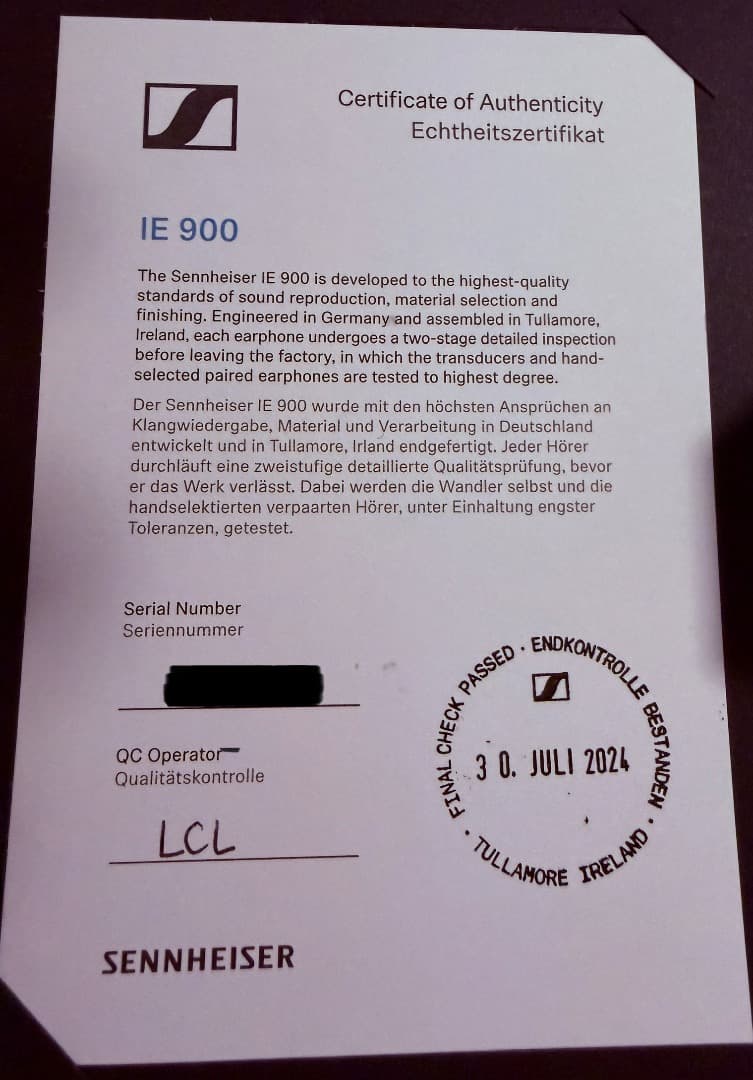 Certificate of Authenticity
Echtheitszertifikat
IE 900
The Sennheiser IE 900 is developed to the highest-quality
standards of sound reproduction, material selection and
finishing. Engineered in Germany and assembled in Tullamore,
Ireland, each earphone undergoes a two-stage detailed inspection
before leaving the factory, in which the transducers and hand-
selected paired earphones are tested to highest degree.
Der Sennheiser IE 900 wurde mit den höchsten Ansprüchen an
Klangwiedergabe, Material und Verarbeitung in Deutschland
entwickelt und in Tullamore, Irland endgefertigt. Jeder Hörer
durchläuft eine zweistufige detaillierte Qualitätsprüfung, bevor
er das Werk verlässt. Dabei werden die Wandler selbst und die
handselektierten verpaarten Hörer, unter Einhaltung engster
Toleranzen, getestet.
Serial Number
Seriennummer
QC Operator
Qualitätskontrolle
LCL
FINAL CHECK PASSED · ENDKONTROLLE BESTANDEN ·
30. JULI 2024
TULLAMORE IRELAND ·
SENNHEISER